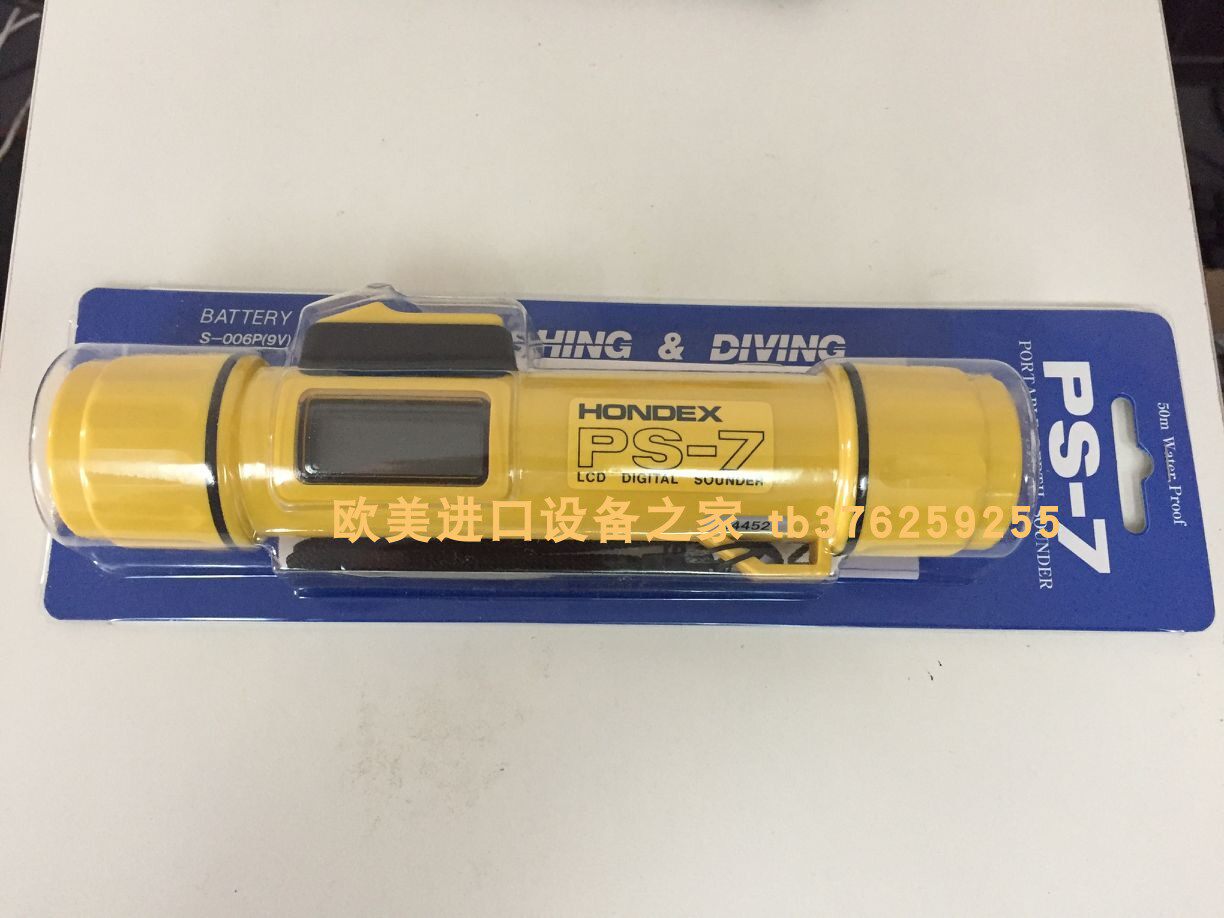 BATTERY
S-006P(9V)
HING & DIVING
HONDEX
PS-7
LCD DIGITAL SOUNDER
4452
欧美进口设备之家 tb376259255
PS-7
50m Water Proof